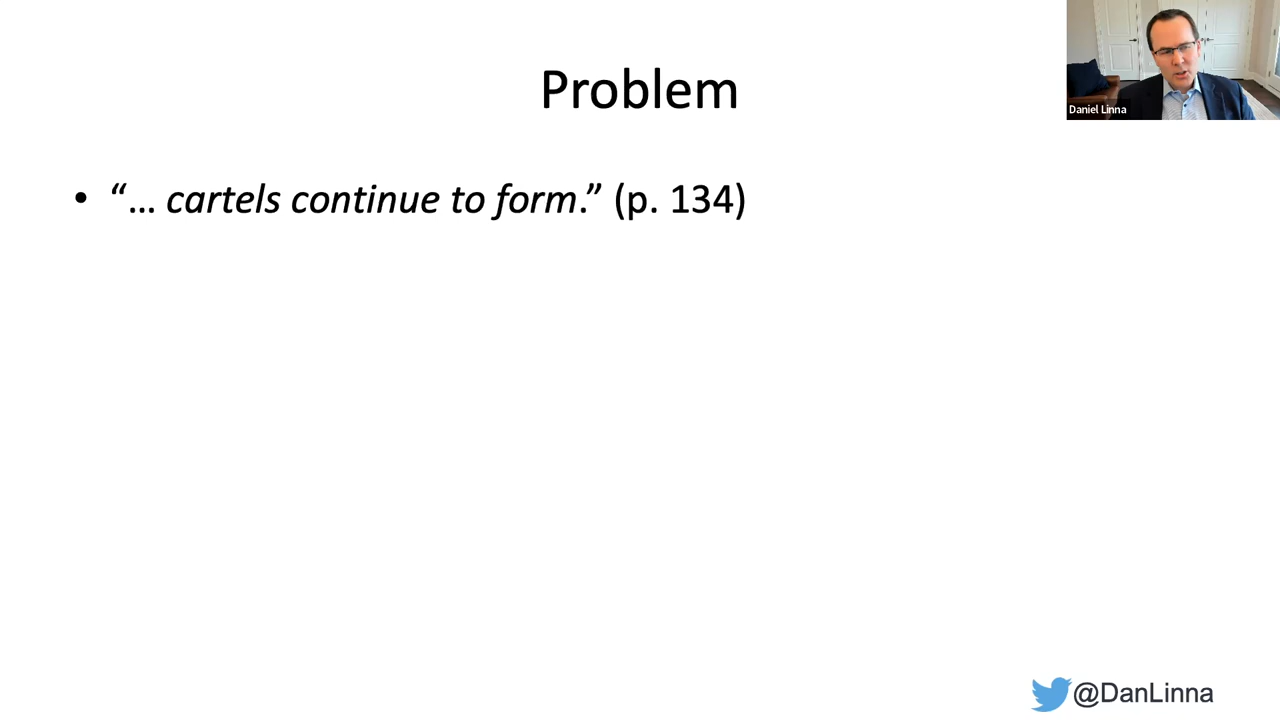 Problem
Daniel Linna
• “… cartels continue to form.” (p. 134)
@DanLinna